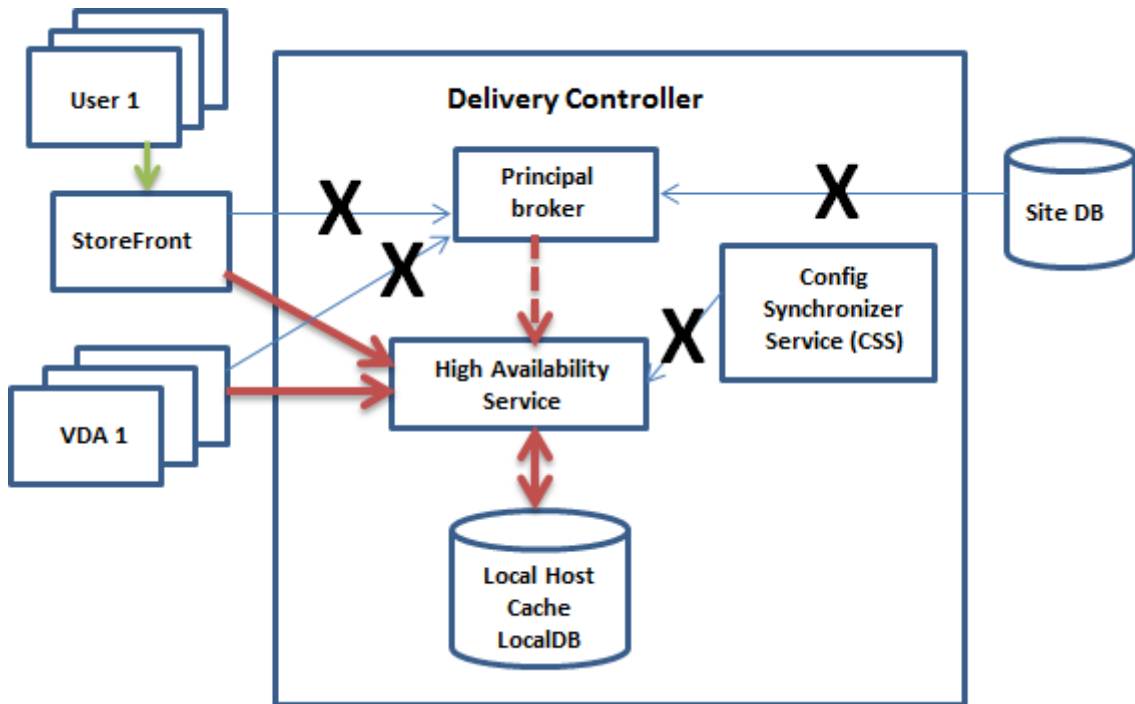 User 1
Delivery Controller
Principal
broker
X
X
StoreFront
Site DB
X
Config
Synchronizer
Service (CSS)
X
High Availability
Service
VDA 1
Local Host
Cache
LocalDB